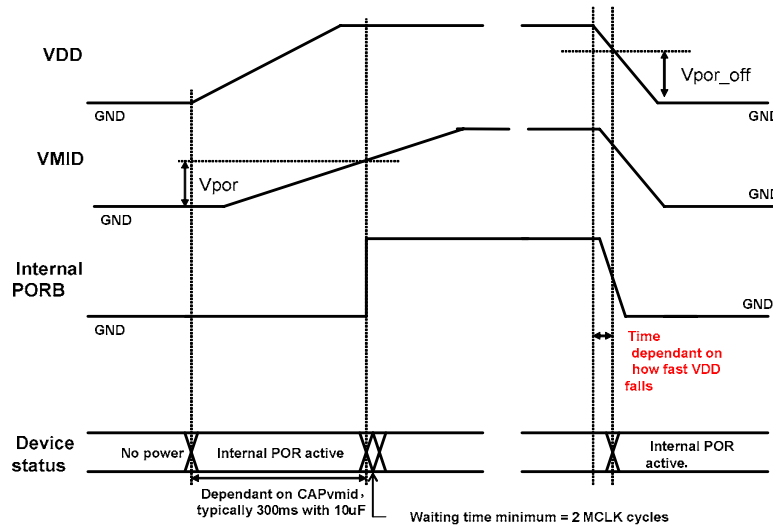 VDD
GND
Vpor_off
GND
VMID
Vpor
GND
GND
Internal
PORB
GND
GND
Time
dependant on
how fast VDD
falls
Device
status
No power
Internal POR active
Internal POR
active.
Dependant on CAPvmid,
typically 300ms with 10uF
Waiting time minimum = 2 MCLK cycles